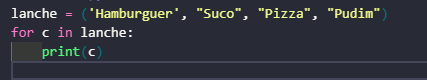 lanche = ('Hamburguer', "Suco", "Pizza", "Pudim")
for c in lanche:
    print(c)